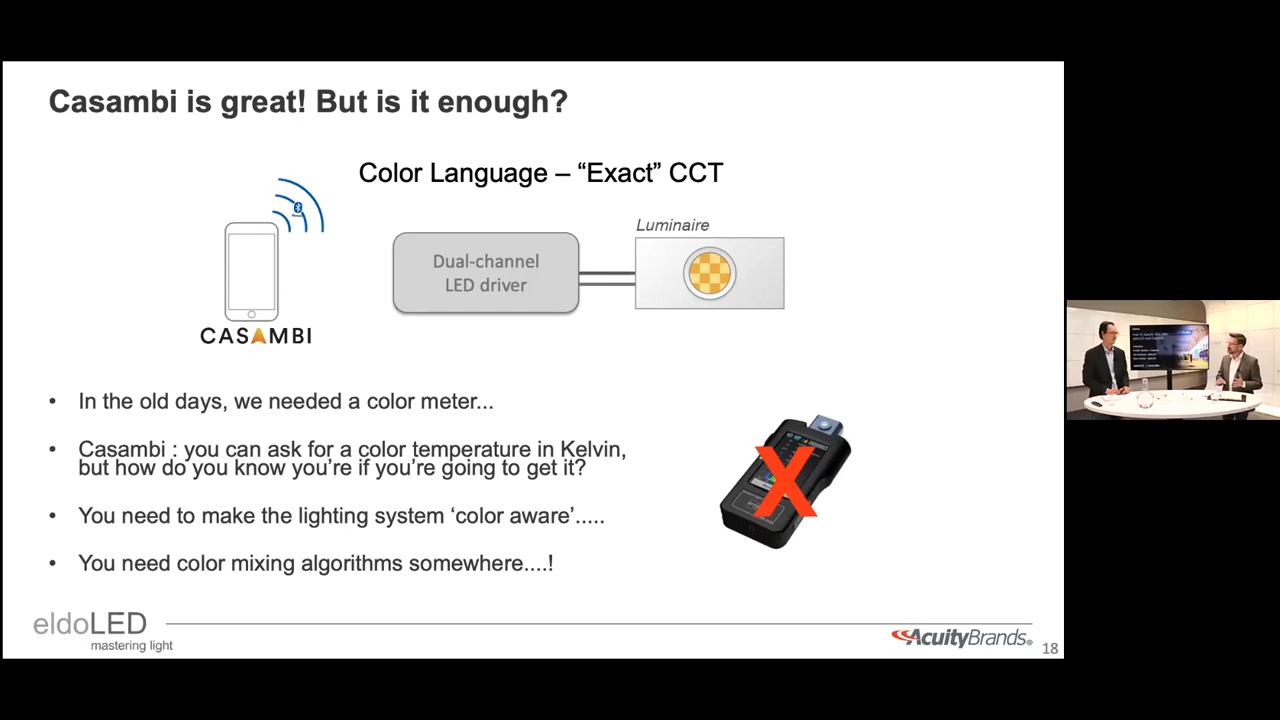 Casambi is great! But is it enough?
Color Language – “Exact” CCT
Luminaire
Dual-channel
LED driver
CASAMBI
• In the old days, we needed a color meter...
• Casambi : you can ask for a color temperature in Kelvin,
but how do you know you’re if you’re going to get it?
• You need to make the lighting system ‘color aware’.....
• You need color mixing algorithms somewhere....!
X
eldoLED
mastering light
AcuityBrands®
18